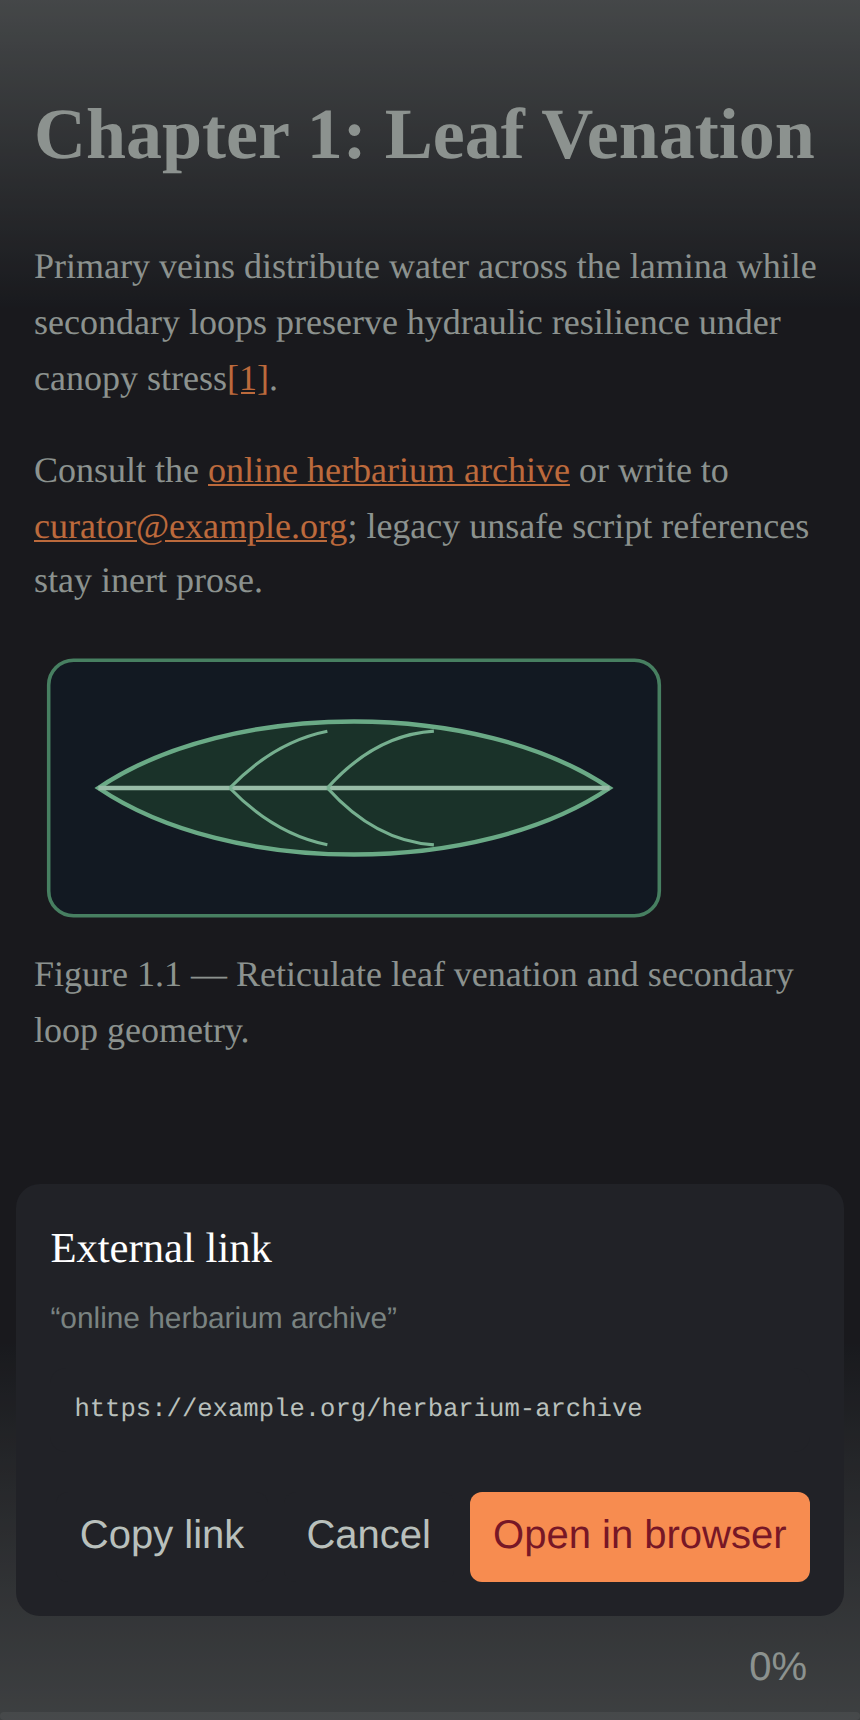 Chapter 1: Leaf Venation
Primary veins distribute water across the lamina while
secondary loops preserve hydraulic resilience under
canopy stress[1].
Consult the online herbarium archive or write to
curator@example.org; legacy unsafe script references
stay inert prose.
Figure 1.1 — Reticulate leaf venation and secondary
loop geometry.
External link
“online herbarium archive”
https://example.org/herbarium-archive
Copy link Cancel Open in browser
0%